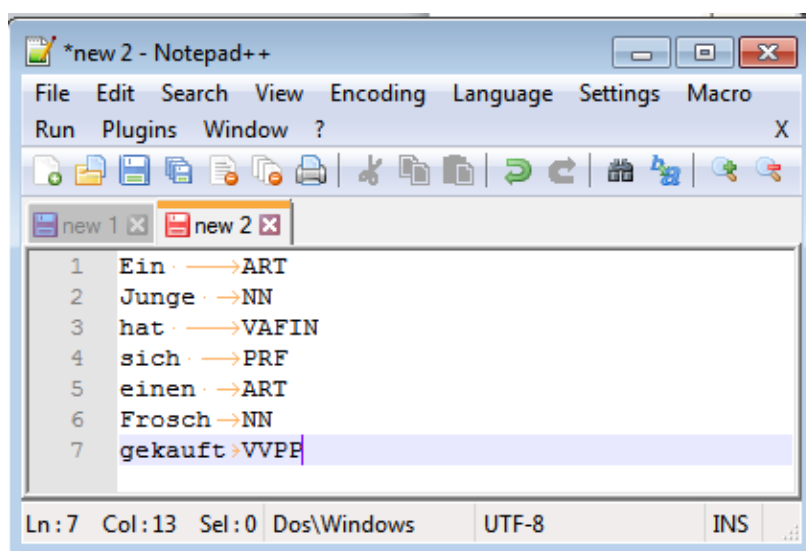 *new 2 - Notepad++
File Edit Search View Encoding Language Settings Macro
Run Plugins Window ? X
new 1 new 2
1 Ein · →ART
2 Junge · →NN
3 hat · →VAFIN
4 sich · →PRF
5 einen · →ART
6 Frosch →NN
7 gekauft →VVPP
Ln : 7 Col : 13 Sel : 0 Dos\Windows UTF-8 INS